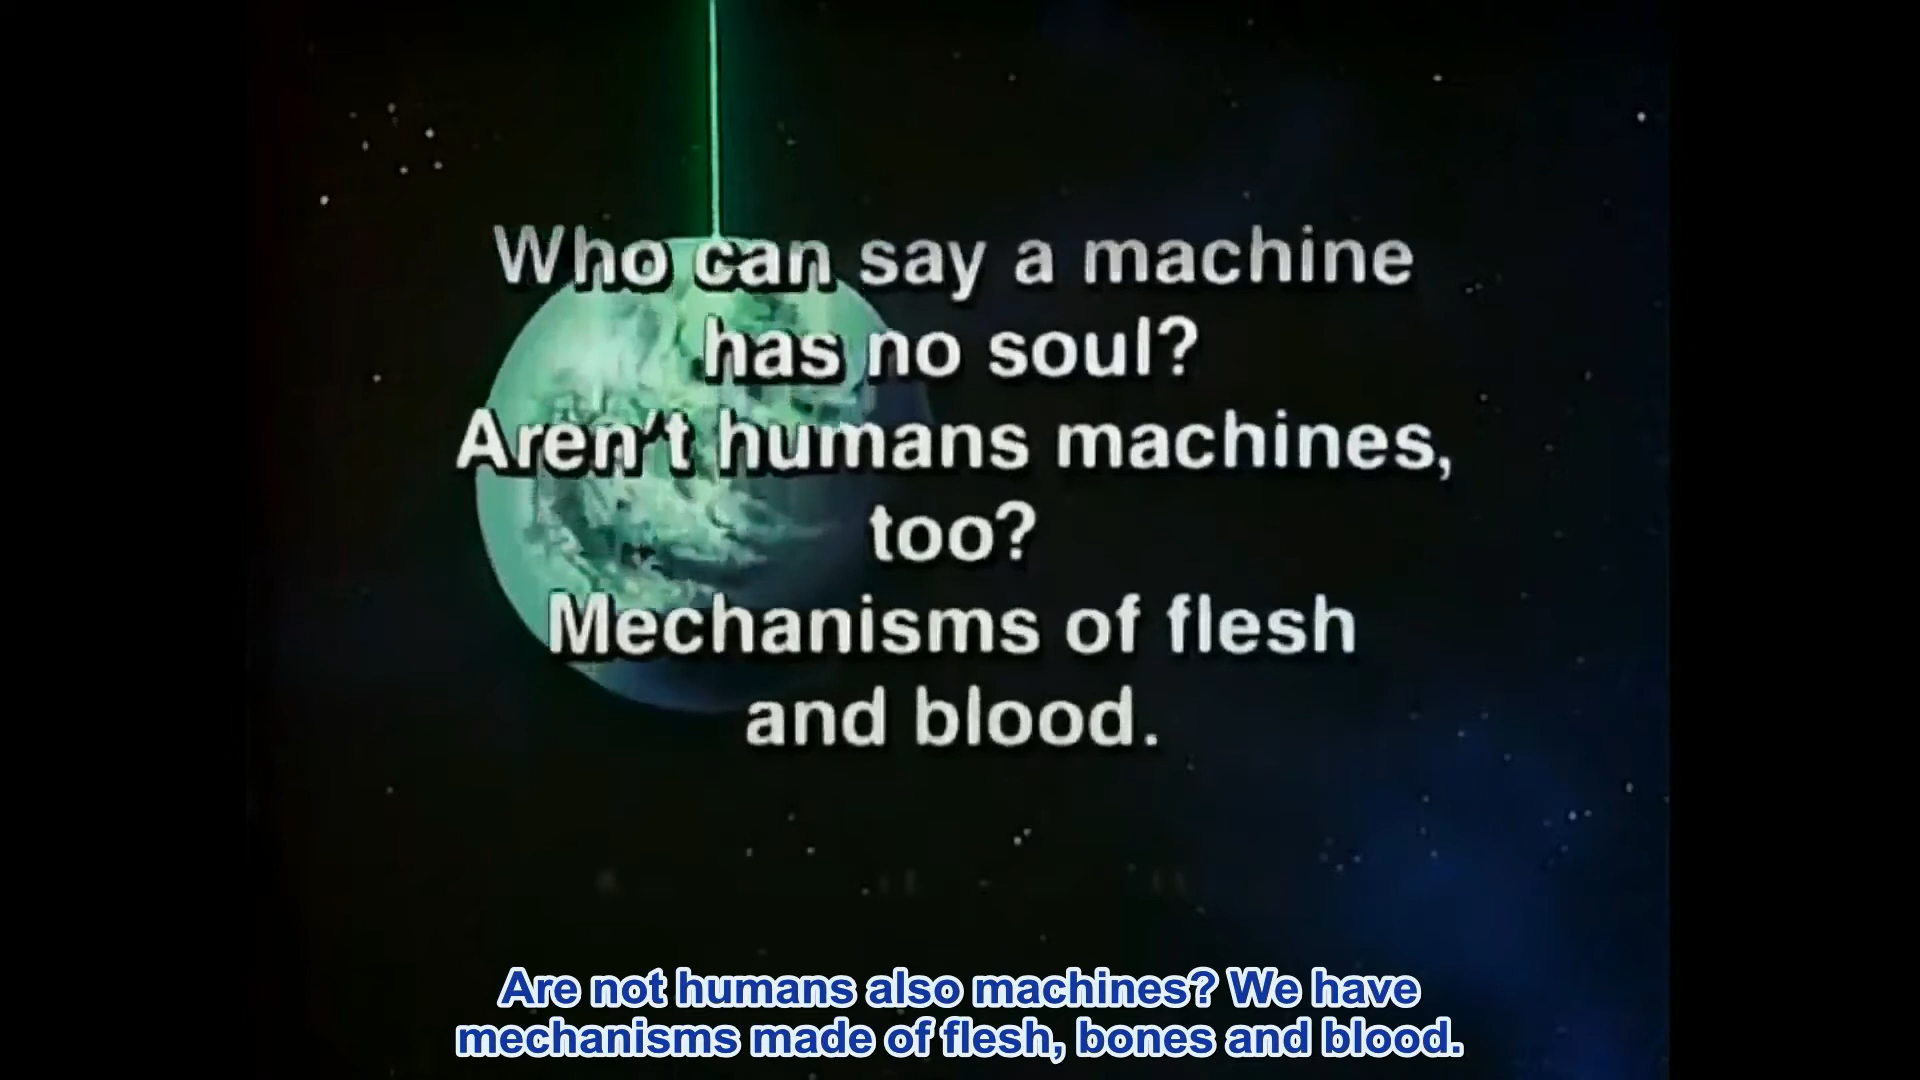 Who can say a machine
has no soul?
Aren't humans machines,
too?
Mechanisms of flesh
and blood.
Are not humans also machines? We have
mechanisms made of flesh, bones and blood.